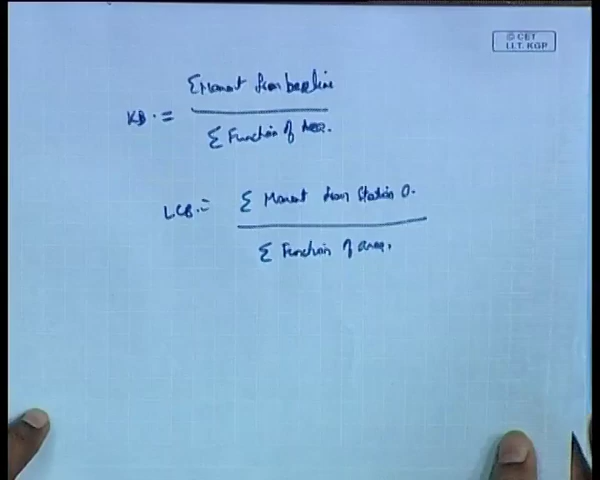 © CET
I.I.T. KGP
KB. = Σ Moment from baseline
Σ Function of Area.
LCB. = Σ Moment from Station 0.
Σ Function of area.